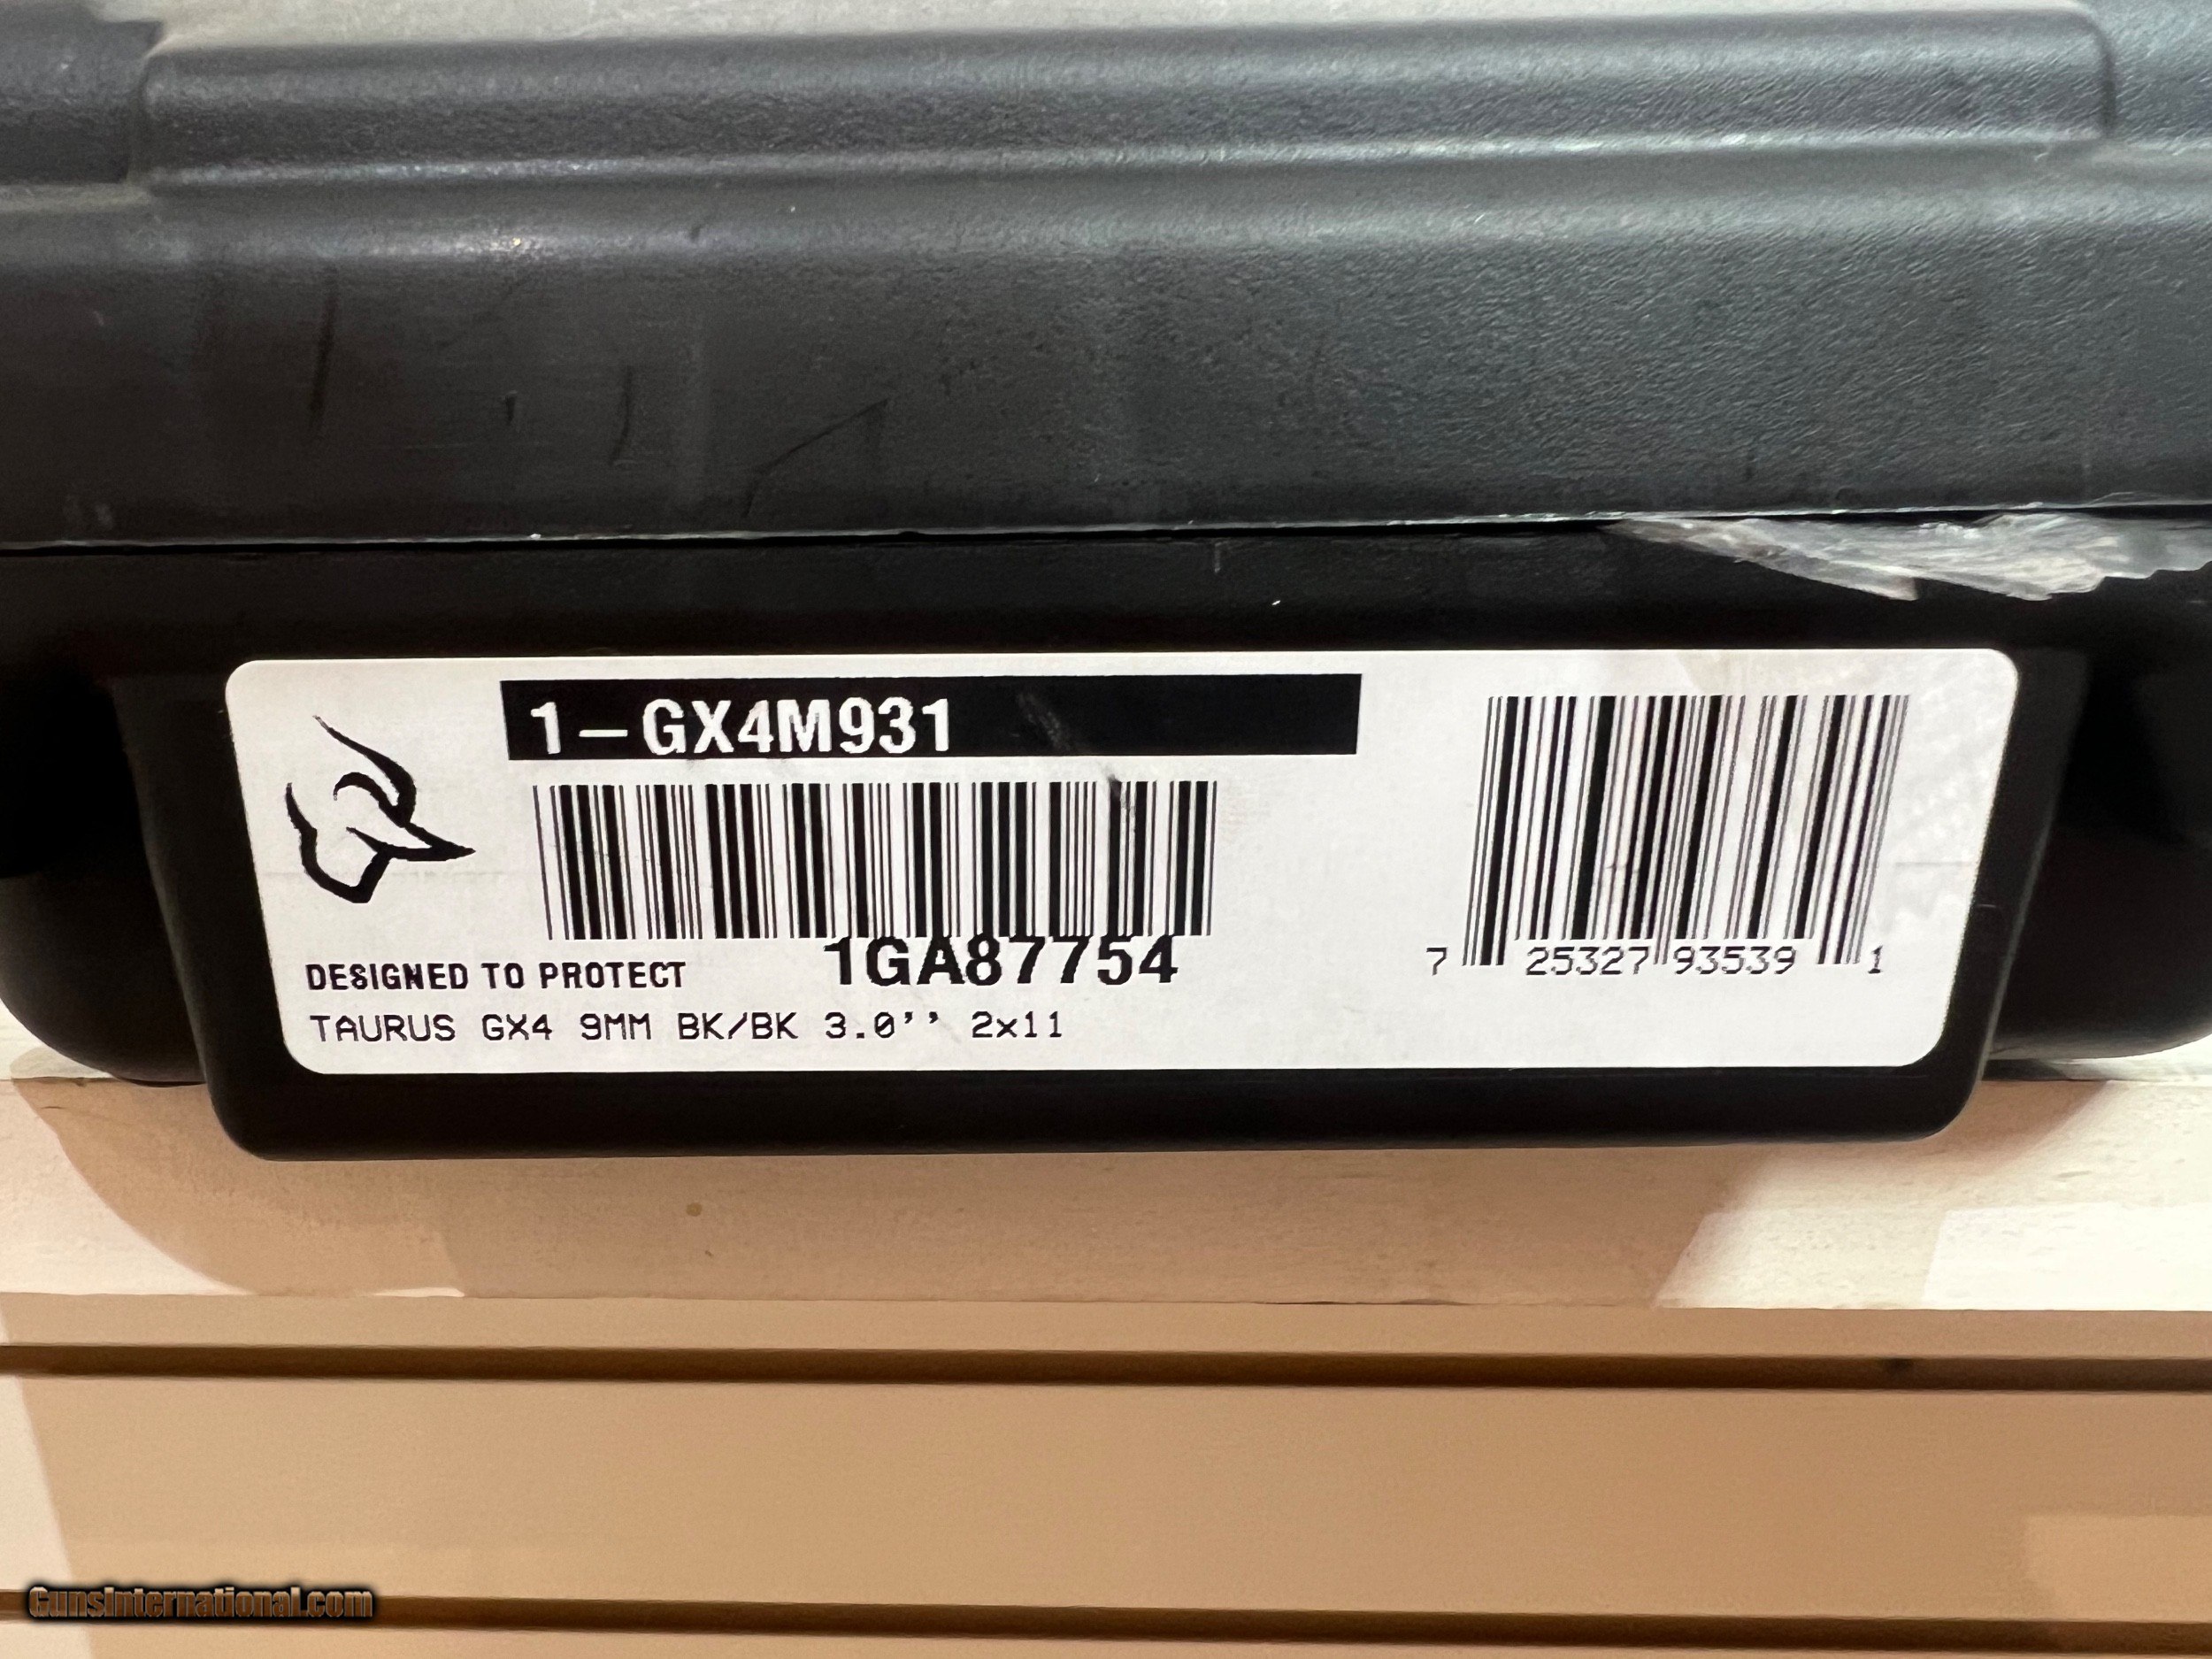 1-GX4M931
1GA87754
DESIGNED TO PROTECT
TAURUS GX4 9MM BK/BK 3.0’’ 2x11
7 25327 93539 1
GunsInternational.com